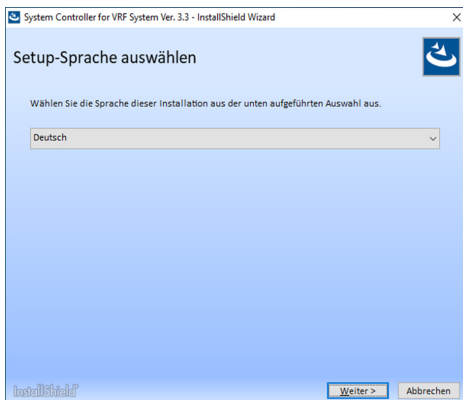 System Controller for VRF System Ver. 3.3 - InstallShield Wizard
Setup-Sprache auswählen
Wählen Sie die Sprache dieser Installation aus der unten aufgeführten Auswahl aus.
Deutsch
InstallShield
Weiter >
Abbrechen